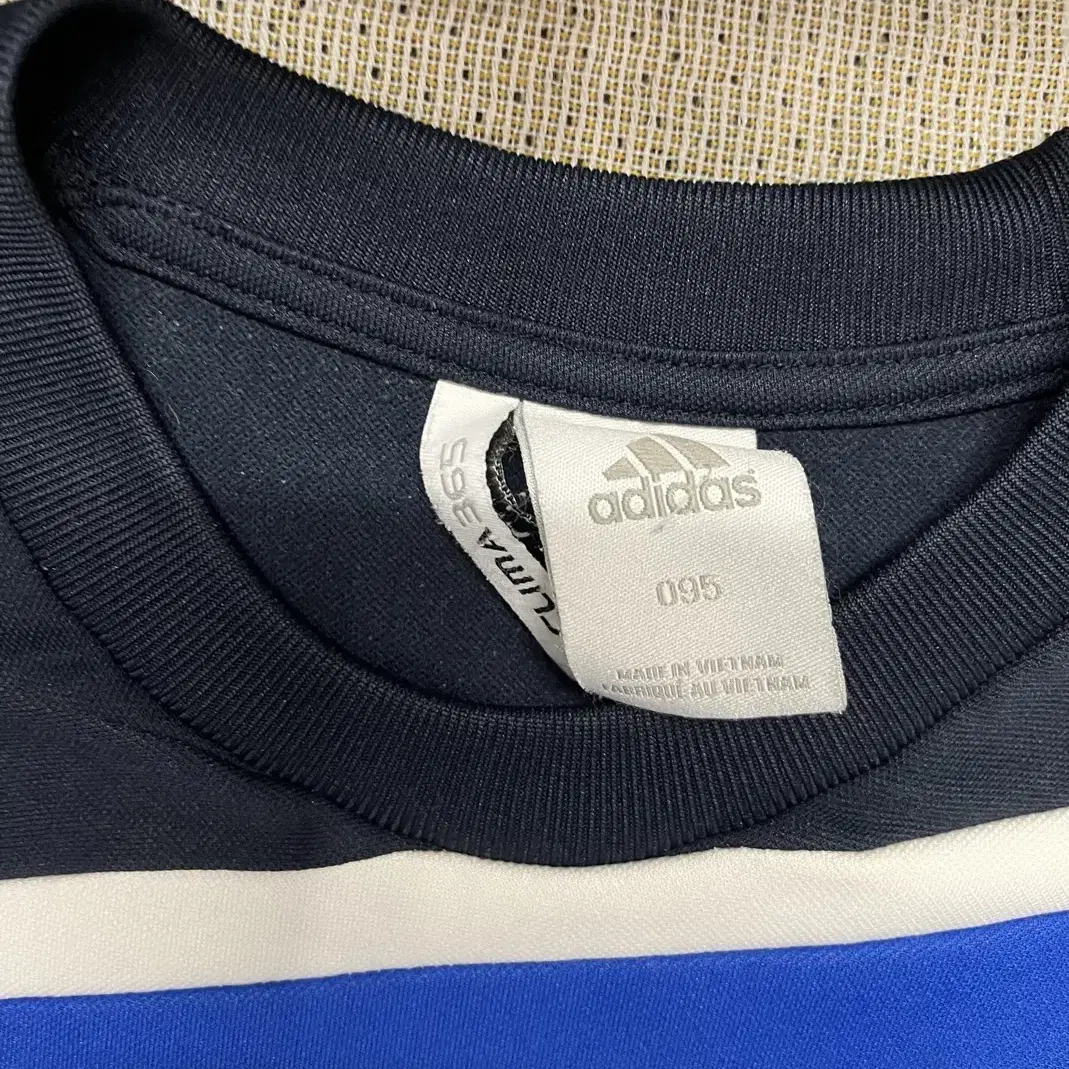 CLIMA 365
adidas
095
MADE IN VIETNAM
FABRIQUÉ AU VIETNAM